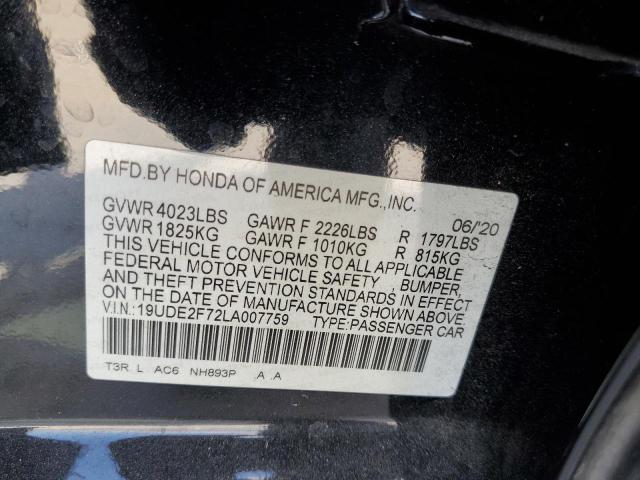 MFD.BY HONDA OF AMERICA MFG.,INC.
06/'20
GVWR 4023LBS GAWR F 2226LBS R 1797LBS
GVWR 1825KG GAWR F 1010KG R 815KG
THIS VEHICLE CONFORMS TO ALL APPLICABLE
FEDERAL MOTOR VEHICLE SAFETY , BUMPER,
AND THEFT PREVENTION STANDARDS IN EFFECT
ON THE DATE OF MANUFACTURE SHOWN ABOVE
V.I.N.: 19UDE2F72LA007759 TYPE:PASSENGER CAR
T3R L AC6 NH893P .A .A